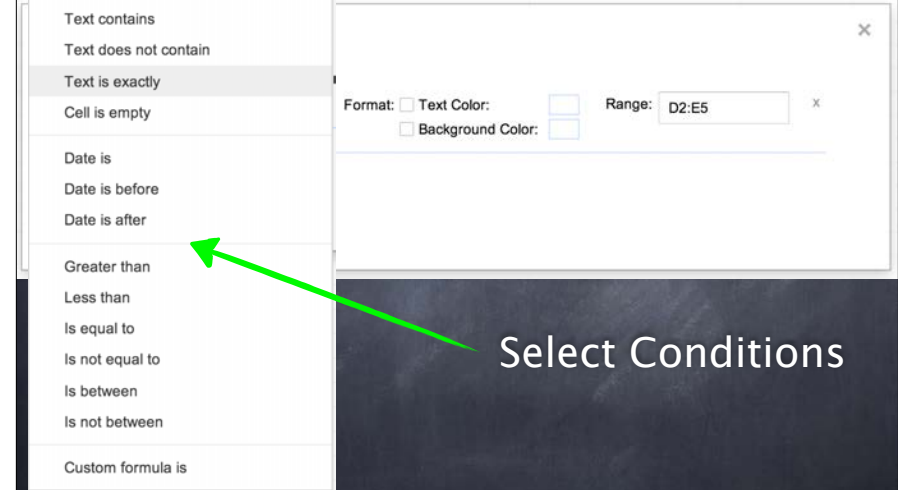 Text contains
Text does not contain
Text is exactly
Cell is empty
Date is
Date is before
Date is after
Greater than
Less than
Is equal to
Is not equal to
Is between
Is not between
Custom formula is
×
Format: Text Color: Range: D2:E5 x
Background Color:
Select Conditions